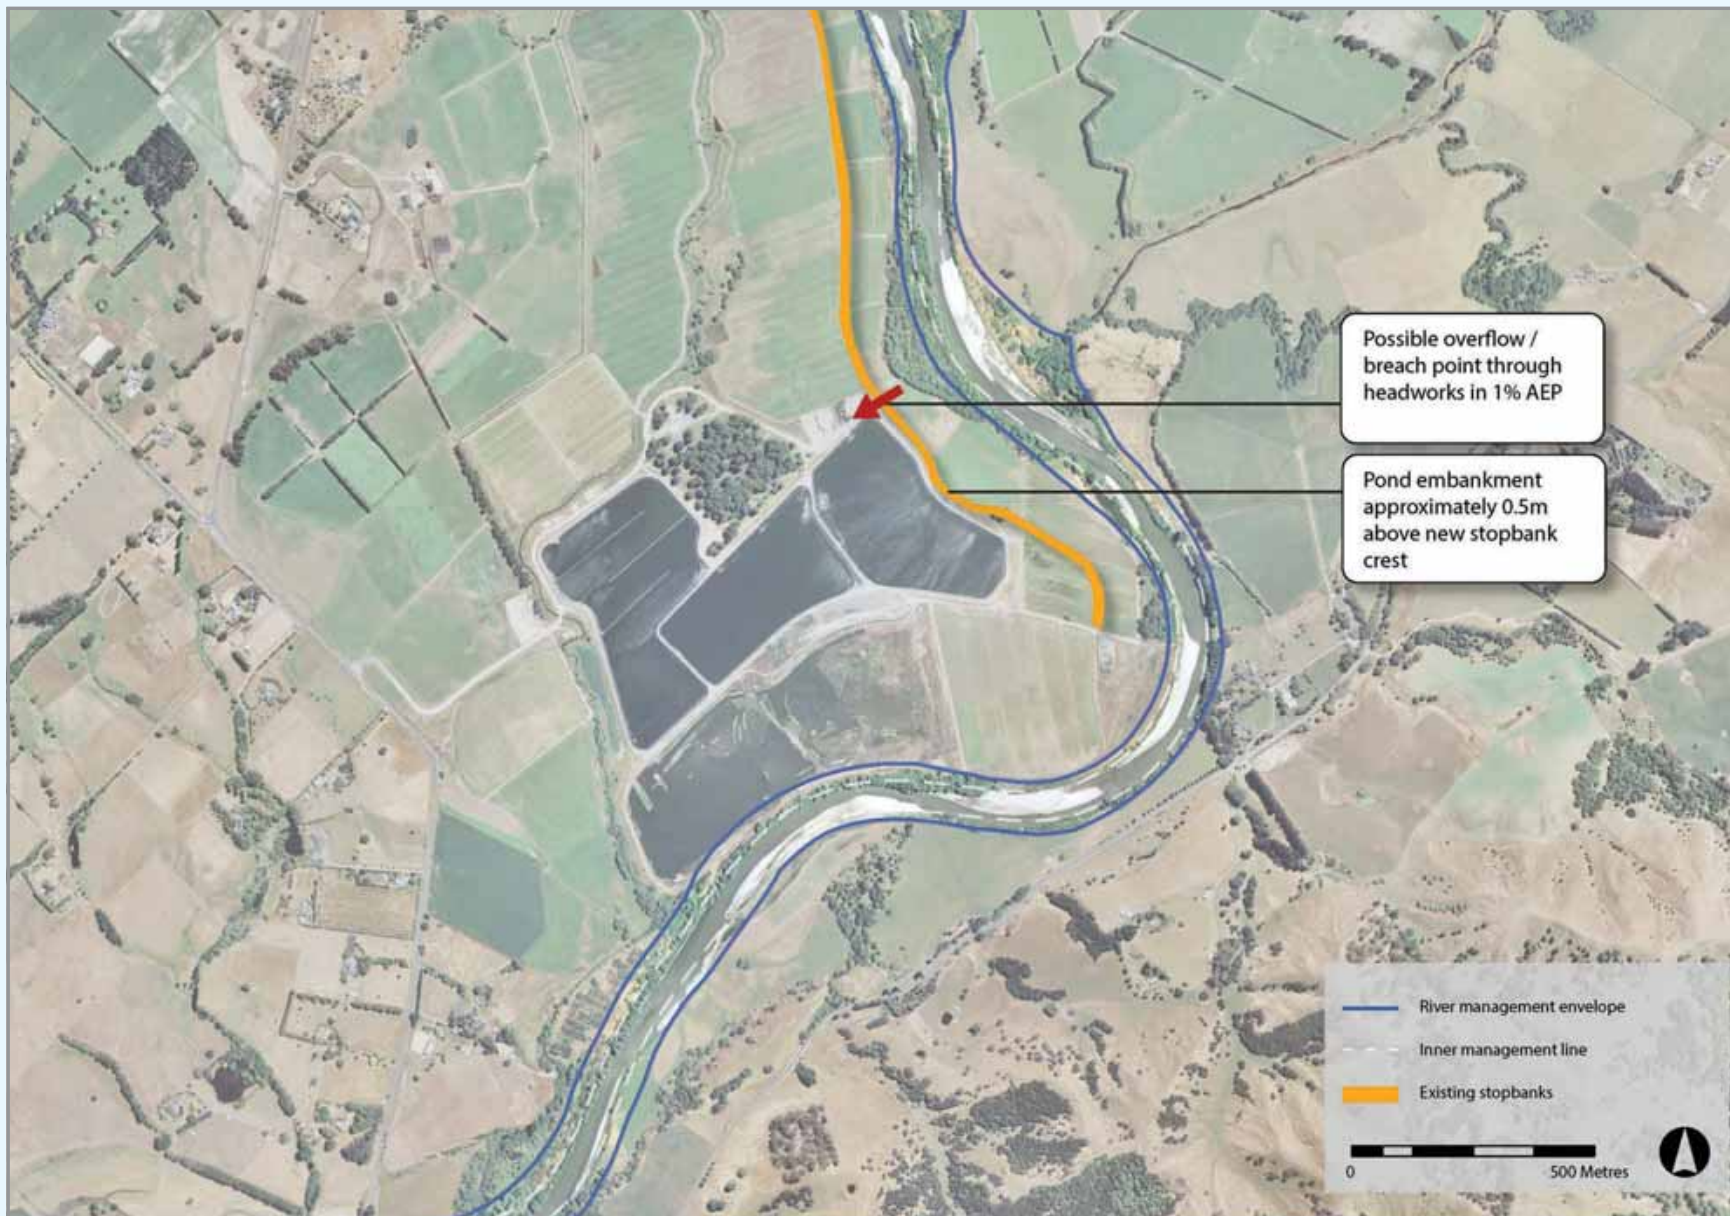 Possible overflow /
breach point through
headworks in 1% AEP
Pond embankment
approximately 0.5m
above new stopbank
crest
River management envelope
Inner management line
Existing stopbanks
0 500 Metres